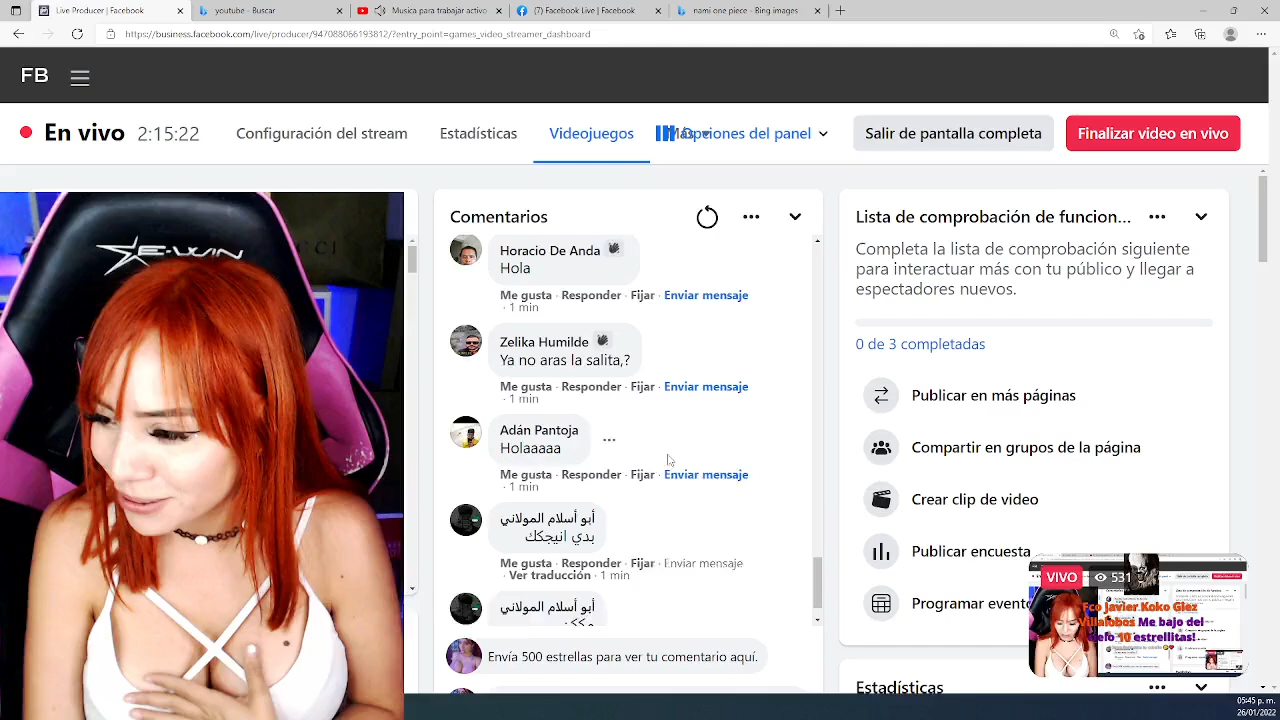 Live Producer | Facebook
youtube - Buscar
Musica para trabajar activo
(7) Facebook Live | Facebook
nami one piece - Bing images
https://business.facebook.com/live/producer/947088066193812/?entry_point=games_video_streamer_dashboard
FB
En vivo 2:15:22 Configuración del stream Estadísticas Videojuegos Más Opciones del panel Salir de pantalla completa Finalizar video en vivo
E-WIN
Comentarios
Horacio De Anda
Hola
Me gusta · Responder · Fijar · Enviar mensaje
· 1 min
Zelika Humilde
Ya no aras la salita,?
Me gusta · Responder · Fijar · Enviar mensaje
· 1 min
Adán Pantoja
Holaaaaa
Me gusta · Responder · Fijar · Enviar mensaje
· 1 min
أبو أسلام المولاني
بدي انيجكك
Me gusta · Responder · Fijar · Enviar mensaje
· Ver traducción · 1 min
أبو أسلام المولاني
500 estrellas para ver tu comentario aquí
Lista de comprobación de funcion...
Completa la lista de comprobación siguiente
para interactuar más con tu público y llegar a
espectadores nuevos.
0 de 3 completadas
Publicar en más páginas
Compartir en grupos de la página
Crear clip de video
Publicar encuesta
Programar evento
VIVO 531
Fco Javier Koko Glez
Villalobos Me bajo del
cielo 10 estrellitas!
Estadísticas
05:45 p. m.
26/01/2022